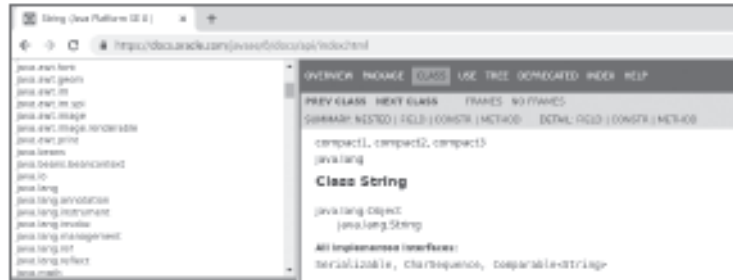 String (Java Platform SE 8 )
https://docs.oracle.com/javase/8/docs/api/index.html
java.awt.font
java.awt.geom
java.awt.im
java.awt.im.spi
java.awt.image
java.awt.image.renderable
java.awt.print
java.beans
java.beans.beancontext
java.io
java.lang
java.lang.annotation
java.lang.instrument
java.lang.invoke
java.lang.management
java.lang.ref
java.lang.reflect
java.math
OVERVIEW PACKAGE CLASS USE TREE DEPRECATED INDEX HELP
PREV CLASS NEXT CLASS FRAMES NO FRAMES
SUMMARY: NESTED | FIELD | CONSTR | METHOD DETAIL: FIELD | CONSTR | METHOD
compact1, compact2, compact3
java.lang
Class String
java.lang.Object
java.lang.String
All Implemented Interfaces:
Serializable, CharSequence, Comparable<String>